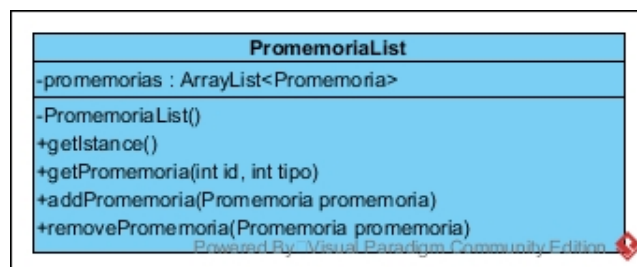 PromemoriaList
-promemorias : ArrayList<Promemoria>
-PromemoriaList()
+getIstance()
+getPromemoria(int id, int tipo)
+addPromemoria(Promemoria promemoria)
+removePromemoria(Promemoria promemoria)
Powered By Visual Paradigm Community Edition